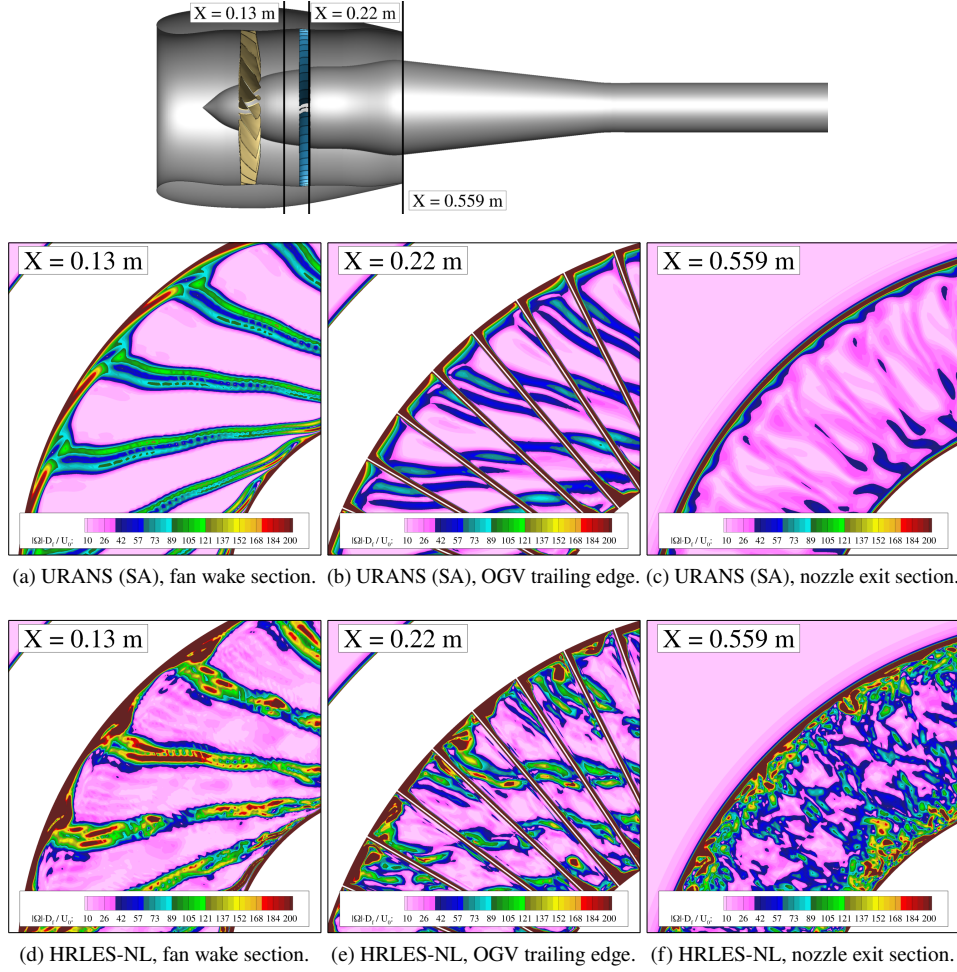 X = 0.13 m
X = 0.22 m
X = 0.559 m
X = 0.13 m
X = 0.22 m
X = 0.559 m
|Ω|·D_f / U_0: 10 26 42 57 73 89 105 121 137 152 168 184 200
|Ω|·D_f / U_0: 10 26 42 57 73 89 105 121 137 152 168 184 200
|Ω|·D_f / U_0: 10 26 42 57 73 89 105 121 137 152 168 184 200
(a) URANS (SA), fan wake section.
(b) URANS (SA), OGV trailing edge.
(c) URANS (SA), nozzle exit section.
X = 0.13 m
X = 0.22 m
X = 0.559 m
|Ω|·D_f / U_0: 10 26 42 57 73 89 105 121 137 152 168 184 200
|Ω|·D_f / U_0: 10 26 42 57 73 89 105 121 137 152 168 184 200
|Ω|·D_f / U_0: 10 26 42 57 73 89 105 121 137 152 168 184 200
(d) HRLES-NL, fan wake section.
(e) HRLES-NL, OGV trailing edge.
(f) HRLES-NL, nozzle exit section.